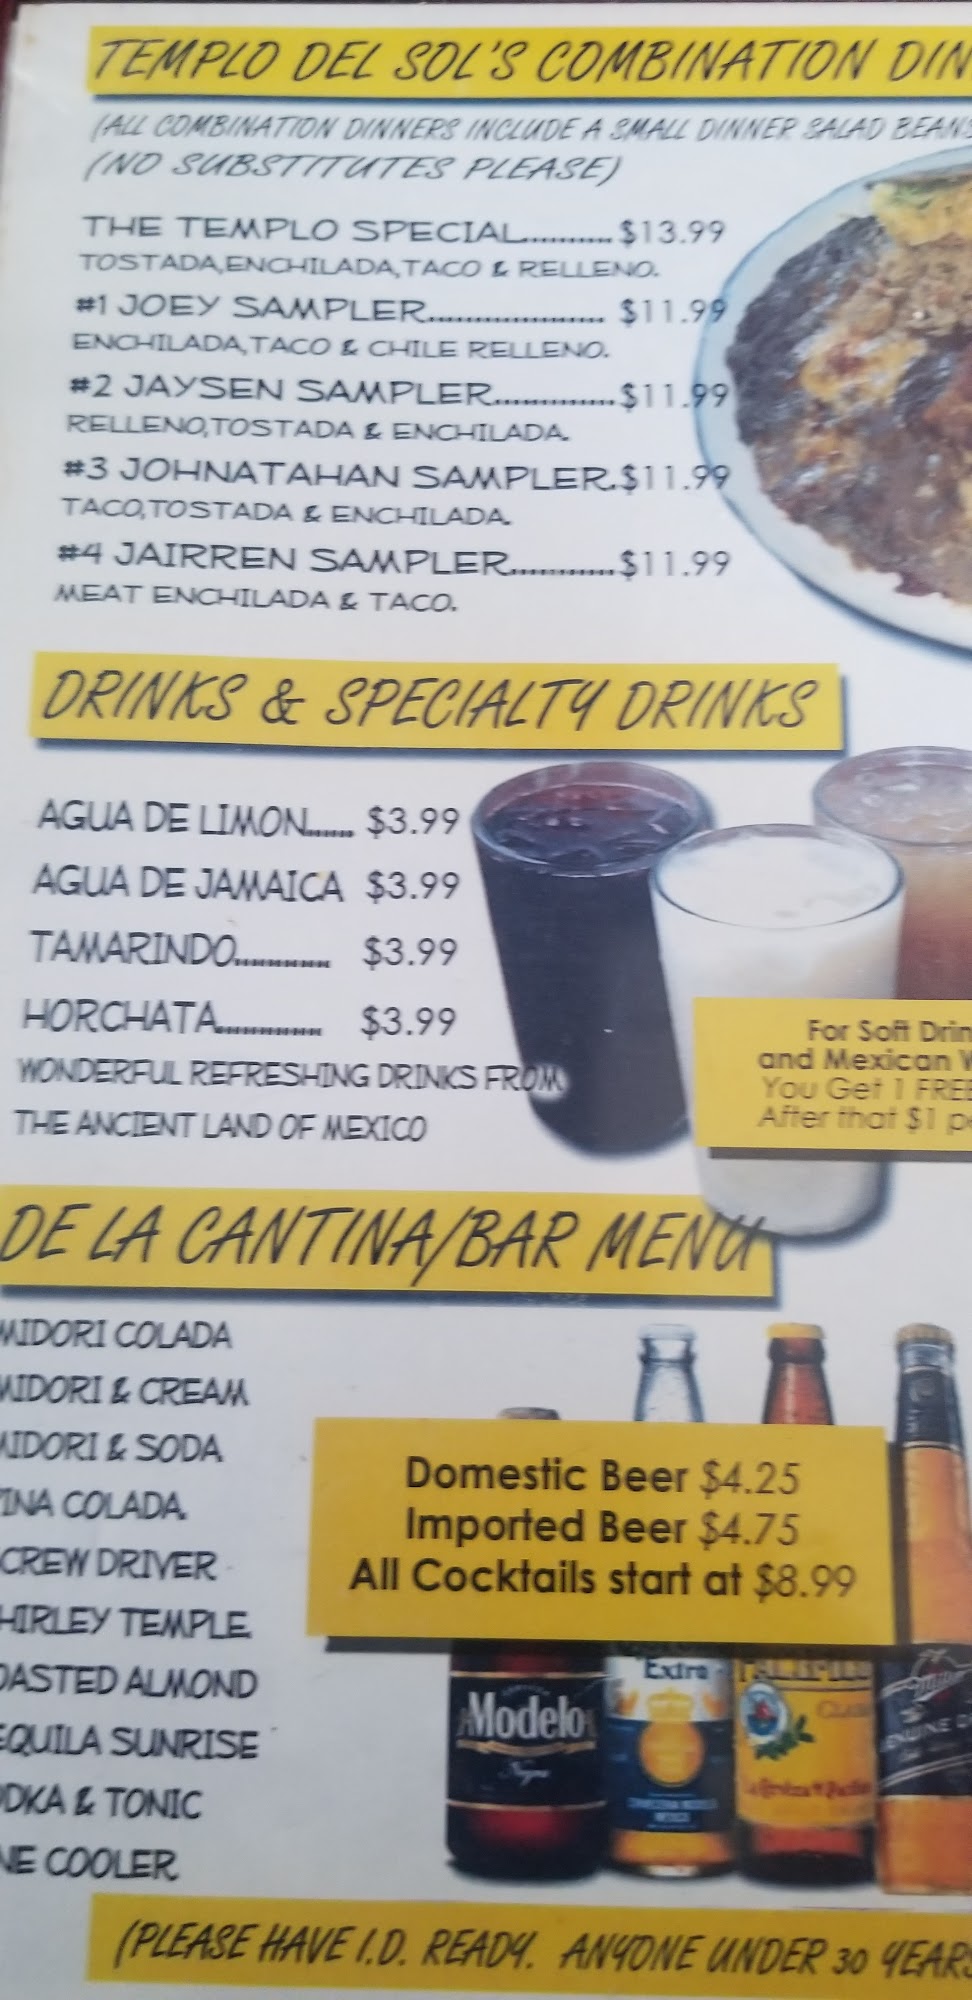 TEMPLO DEL SOL'S COMBINATION DIN
(ALL COMBINATION DINNERS INCLUDE A SMALL DINNER SALAD BEANS
(NO SUBSTITUTES PLEASE)
THE TEMPLO SPECIAL........... $13.99
TOSTADA,ENCHILADA,TACO & RELLENO.
#1 JOEY SAMPLER...................... $11.99
ENCHILADA,TACO & CHILE RELLENO.
#2 JAYSEN SAMPLER............... $11.99
RELLENO,TOSTADA & ENCHILADA.
#3 JOHNATAHAN SAMPLER.$11.99
TACO,TOSTADA & ENCHILADA.
#4 JAIRREN SAMPLER............. $11.99
MEAT ENCHILADA & TACO.
DRINKS & SPECIALTY DRINKS
AGUA DE LIMON...... $3.99
AGUA DE JAMAICA $3.99
TAMARINDO............ $3.99
HORCHATA............. $3.99
WONDERFUL REFRESHING DRINKS FROM
THE ANCIENT LAND OF MEXICO
For Soft Drin
and Mexican W
You Get 1 FREE
After that $1 p
DE LA CANTINA/BAR MENU
MIDORI COLADA
MIDORI & CREAM
MIDORI & SODA
INA COLADA.
CREW DRIVER
HIRLEY TEMPLE
OASTED ALMOND
EQUILA SUNRISE
DKA & TONIC
NE COOLER
Domestic Beer $4.25
Imported Beer $4.75
All Cocktails start at $8.99
Modelo
Extra
(PLEASE HAVE I.D. READY. ANYONE UNDER 30 YEARS